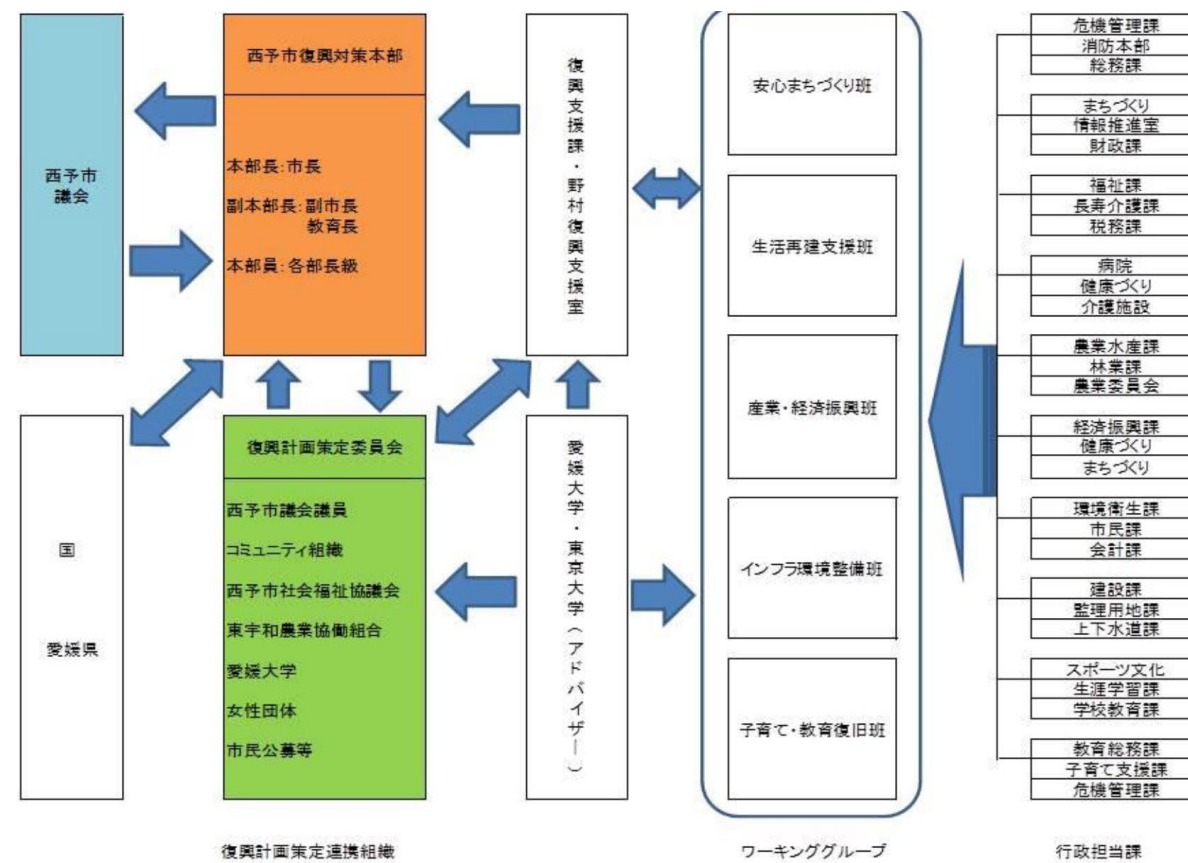 西予市
議会
国
愛媛県
西予市復興対策本部
本部長:市長
副本部長:副市長
教育長
本部員:各部長級
復興計画策定委員会
西予市議会議員
コミュニティ組織
西予市社会福祉協議会
東宇和農業協働組合
愛媛大学
女性団体
市民公募等
復興支援課・野村復興支援室
愛媛大学・東京大学(アドバイザー)
安心まちづくり班
生活再建支援班
産業・経済振興班
インフラ環境整備班
子育て・教育復旧班
危機管理課
消防本部
総務課
まちづくり
情報推進室
財政課
福祉課
長寿介護課
税務課
病院
健康づくり
介護施設
農業水産課
林業課
農業委員会
経済振興課
健康づくり
まちづくり
環境衛生課
市民課
会計課
建設課
監理用地課
上下水道課
スポーツ文化
生涯学習課
学校教育課
教育総務課
子育て支援課
危機管理課
復興計画策定連携組織
ワーキンググループ
行政担当課